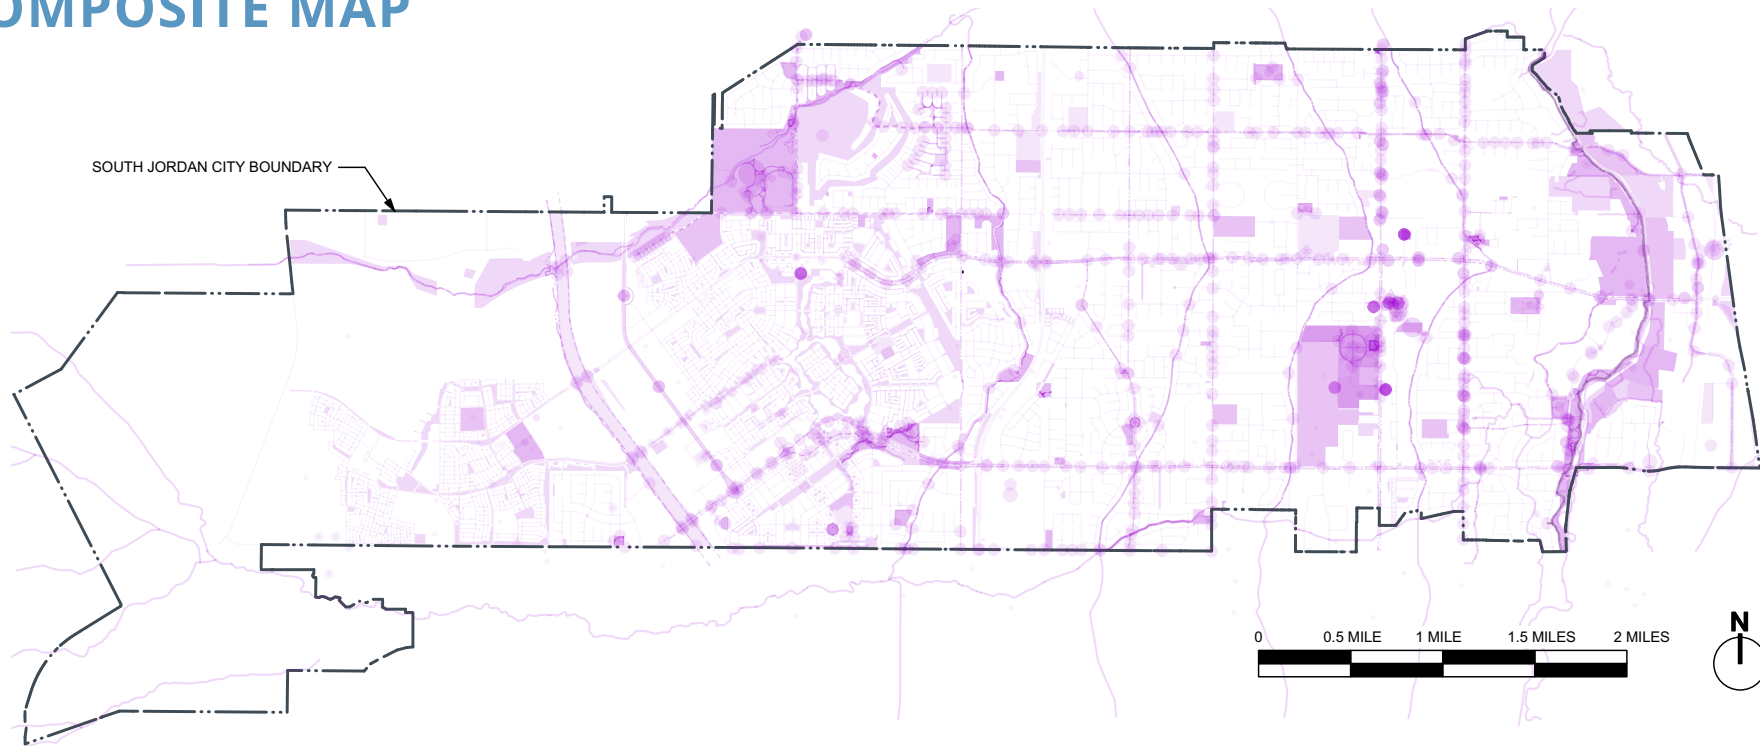 OMPOSITE MAP
SOUTH JORDAN CITY BOUNDARY
0 0.5 MILE 1 MILE 1.5 MILES 2 MILES
N